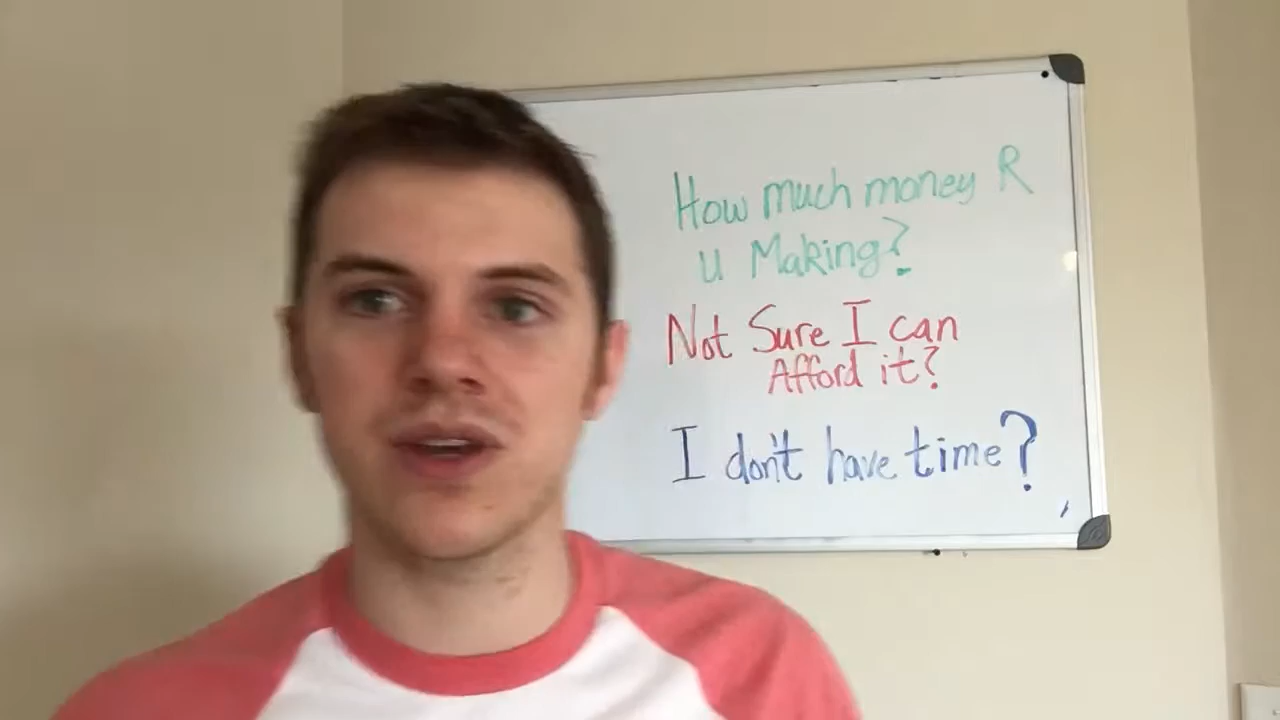 How much money R
u Making?
Not Sure I can
Afford it?
I don't have time?